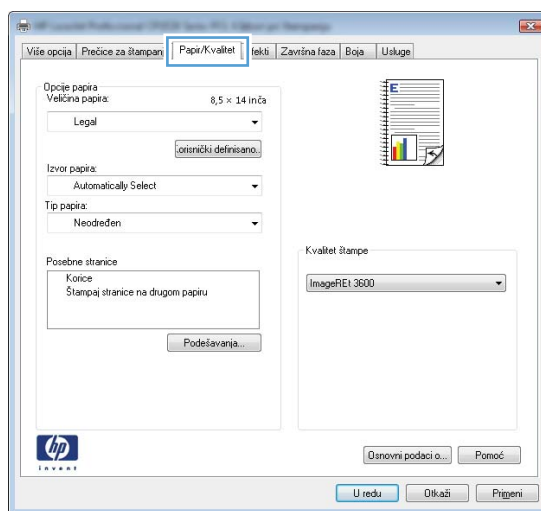 Više opcija
Prečice za štampan
Papir/Kvalitet
fekti
Završna faza
Boja
Usluge
Opcije papira
Veličina papira:
8,5 × 14 inča
Legal
orisnički definisano..
Izvor papira:
Automatically Select
Tip papira:
Neodređen
Posebne stranice
Korice
Štampaj stranice na drugom papiru
Podešavanja...
E
Kvalitet štampe
ImageREt 3600
hp
invent
Osnovni podaci o...
Pomoć
U redu
Otkaži
Primeni